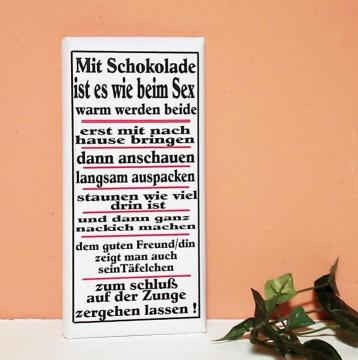 Mit Schokolade
ist es wie beim Sex
warm werden beide
erst mit nach
hause bringen
dann anschauen
langsam auspacken
staunen wie viel
drin ist
und dann ganz
nackich machen
dem guten Freund/din
zeigt man auch
seinTäfelchen
zum schluß
auf der Zunge
zergehen lassen !